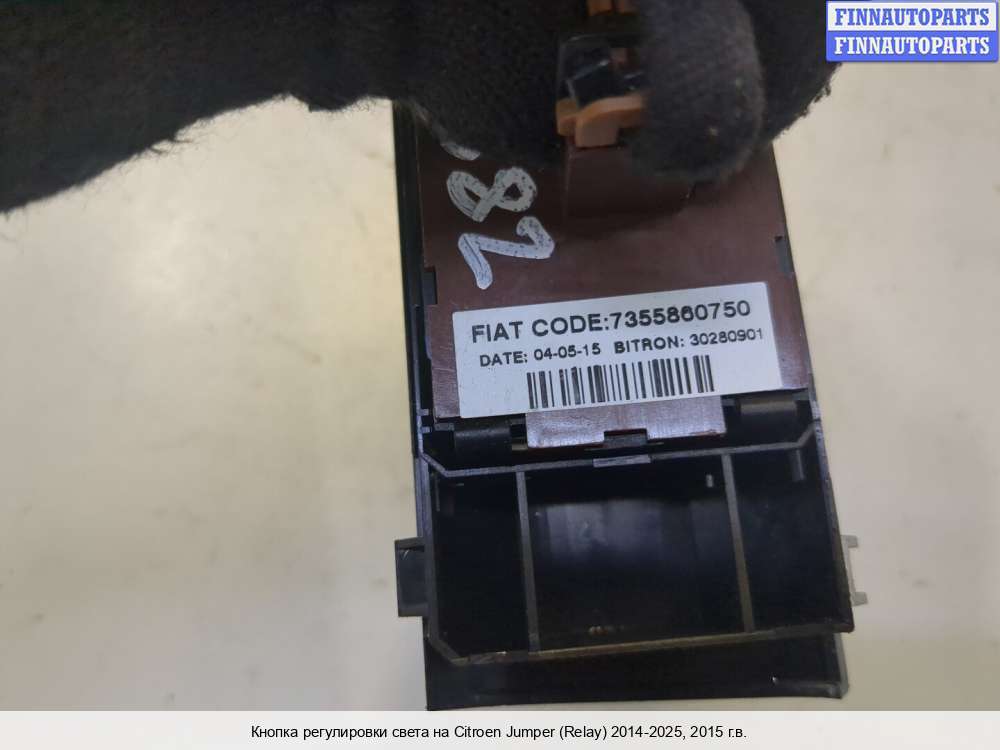 FINNAUTOPARTS
FINNAUTOPARTS
28
FIAT CODE:7355860750
DATE: 04-05-15 BITRON: 30280901
Кнопка регулировки света на Citroen Jumper (Relay) 2014-2025, 2015 г.в.